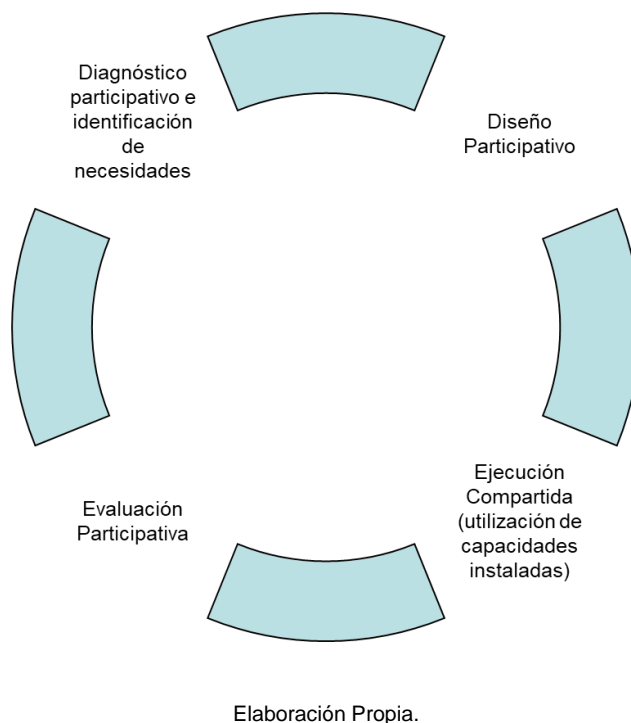 Diagnóstico
participativo e
identificación
de
necesidades
Diseño
Participativo
Ejecución
Compartida
(utilización de
capacidades
instaladas)
Evaluación
Participativa
Elaboración Propia.